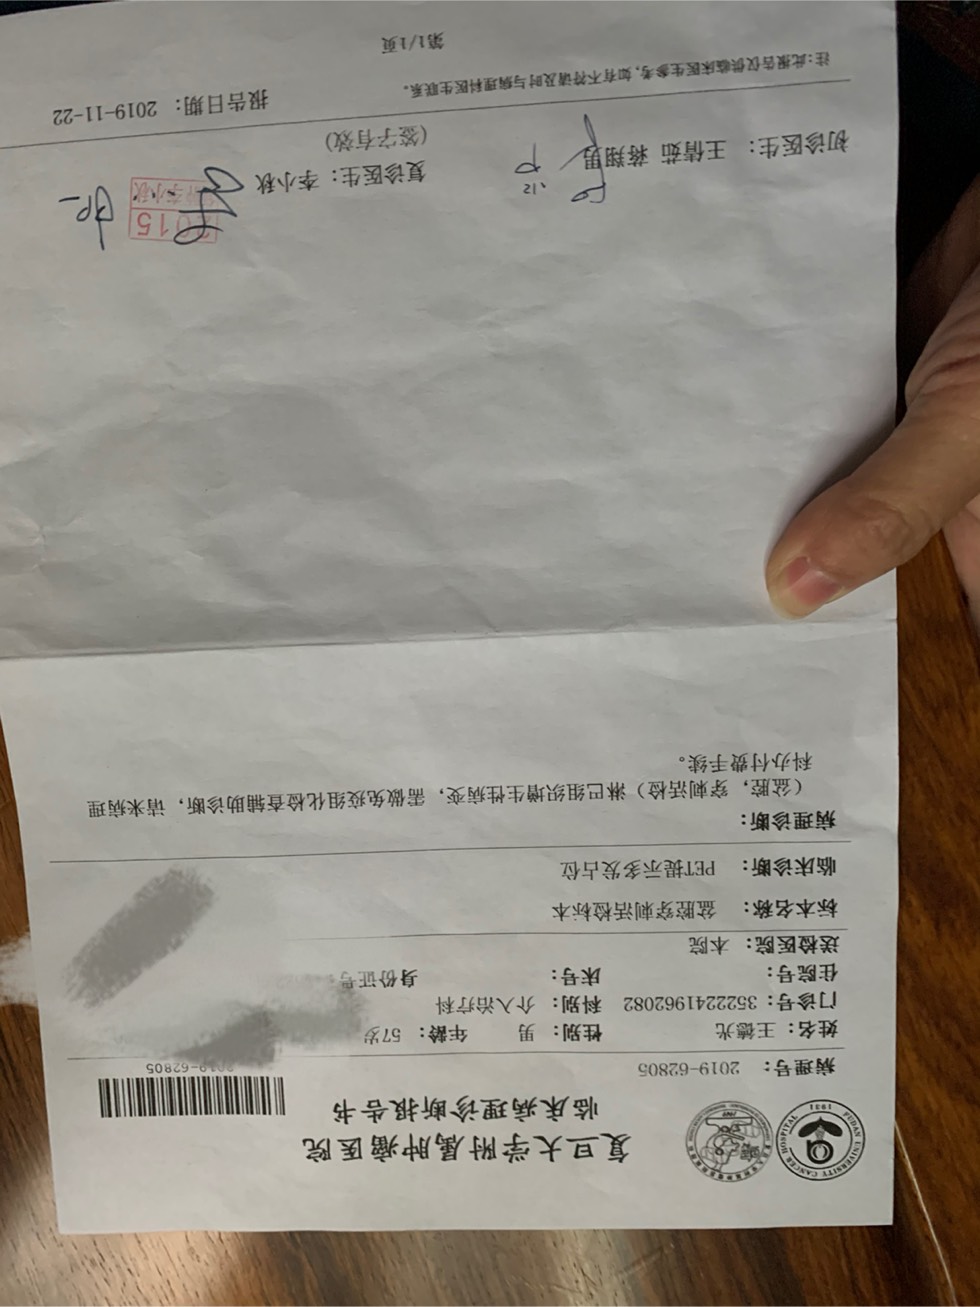 复旦大学附属肿瘤医院
临床病理诊断报告书
病理号: 2019-62805
2019-62805
姓名: 王德光 性别: 男 年龄: 57岁
门诊号: 352224196 2082 科别: 介入治疗科
住院号: 床号: 身份证号
送检医院: 本院
标本名称: 盆腔穿刺活检标本
临床诊断: PET提示多发占位
病理诊断:
(盆腔, 穿刺活检) 淋巴组织增生性病变, 需做免疫组化检查辅助诊断, 请来病理
科办付费手续。
初诊医生: 王倩茹 蒋翔男
复诊医生: 李小秋
(签字有效)
注:此报告仅供临床医生参考,如有不符请及时与病理科医生联系。
报告日期: 2019-11-22
第1/1页